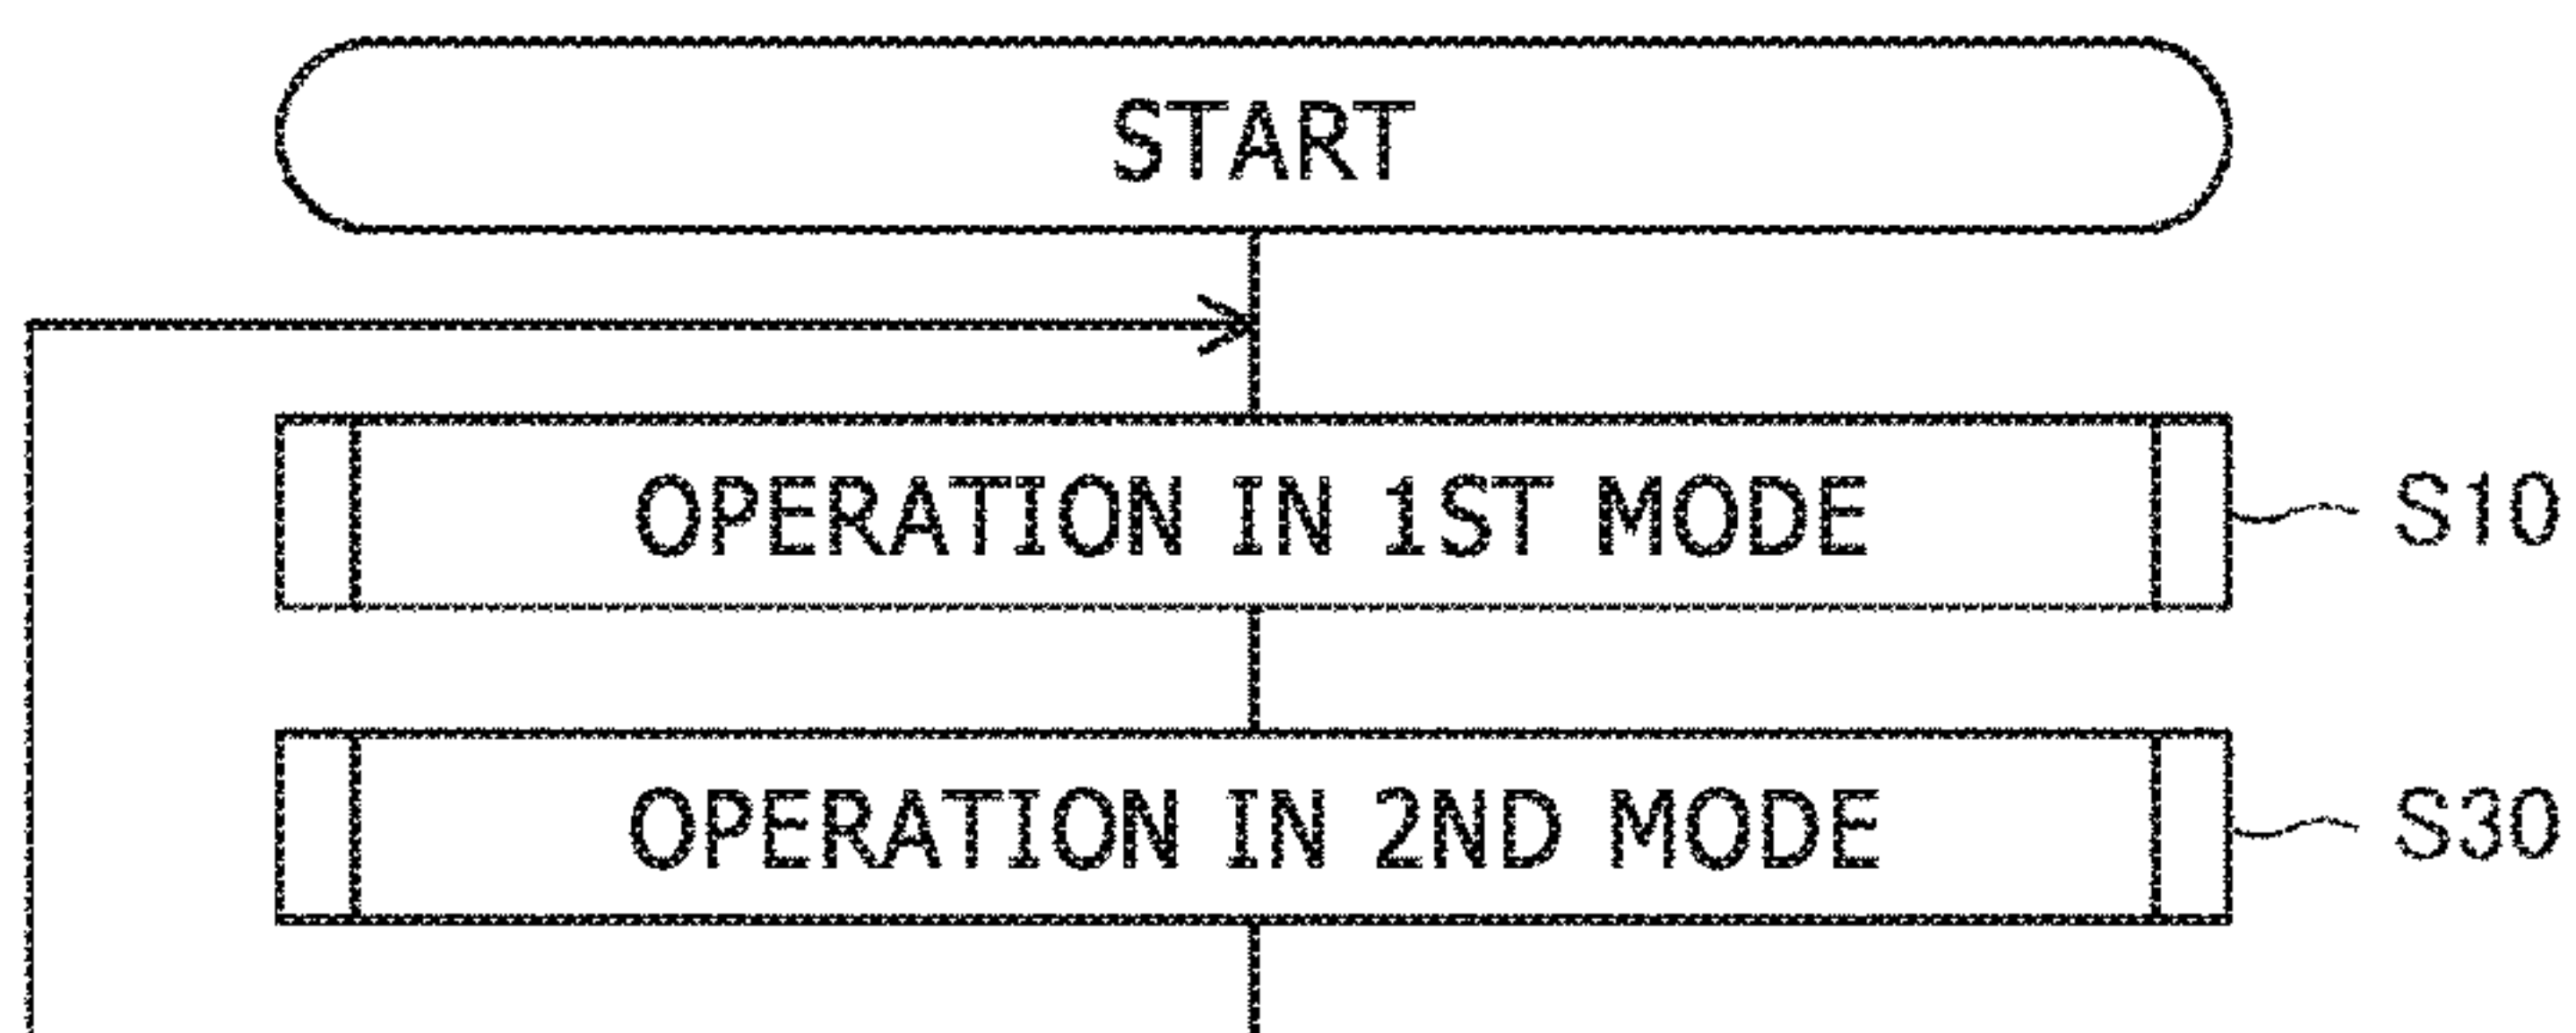 START
OPERATION IN 1ST MODE S10
OPERATION IN 2ND MODE S30